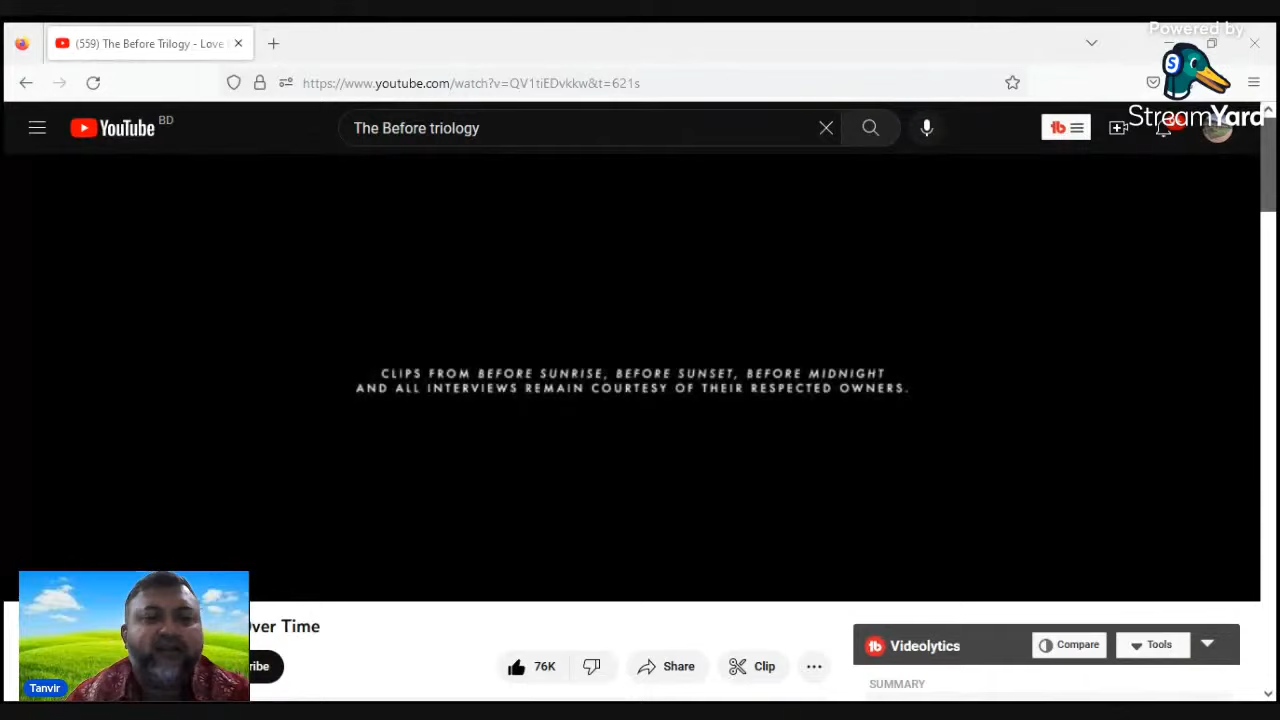 Powered by
StreamYard
(559) The Before Trilogy - Love
https://www.youtube.com/watch?v=QV1tiEDvkkw&t=621s
YouTube BD
The Before triology
CLIPS FROM BEFORE SUNRISE, BEFORE SUNSET, BEFORE MIDNIGHT
AND ALL INTERVIEWS REMAIN COURTESY OF THEIR RESPECTED OWNERS.
Over Time
76K
Share
Clip
Videolytics
Compare
Tools
SUMMARY
Tanvir